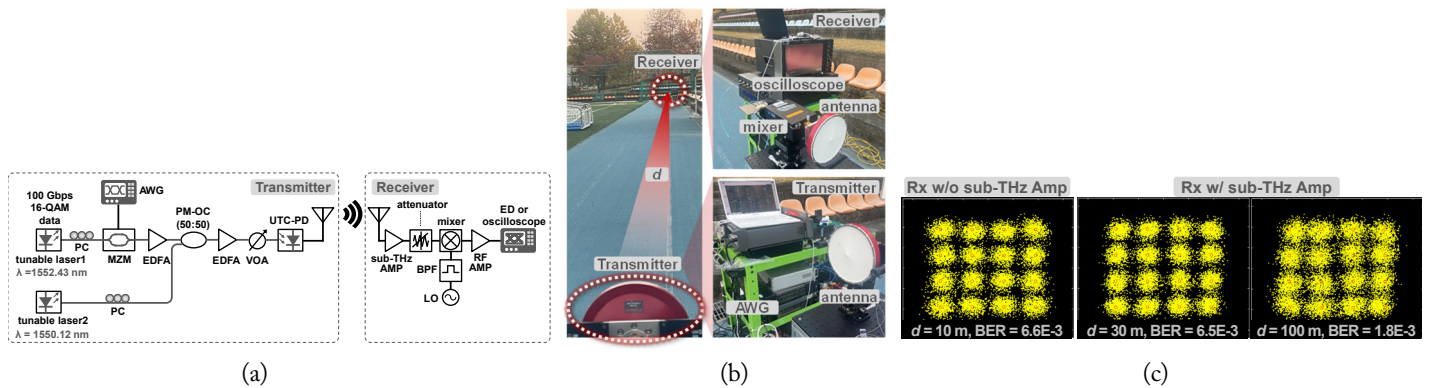 Transmitter
100 Gbps
16-QAM
data
AWG
PM-OC
(50:50)
UTC-PD
PC
MZM
EDFA
EDFA
VOA
tunable laser1
λ =1552.43 nm
PC
tunable laser2
λ = 1550.12 nm
Receiver
attenuator
mixer
ED or
oscilloscope
sub-THz
AMP
RF
AMP
BPF
LO
(a)
Receiver
d
Transmitter
Receiver
oscilloscope
antenna
mixer
Transmitter
AWG
antenna
(b)
Rx w/o sub-THz Amp
Rx w/ sub-THz Amp
d = 10 m, BER = 6.6E-3
d = 30 m, BER = 6.5E-3
d = 100 m, BER = 1.8E-3
(c)